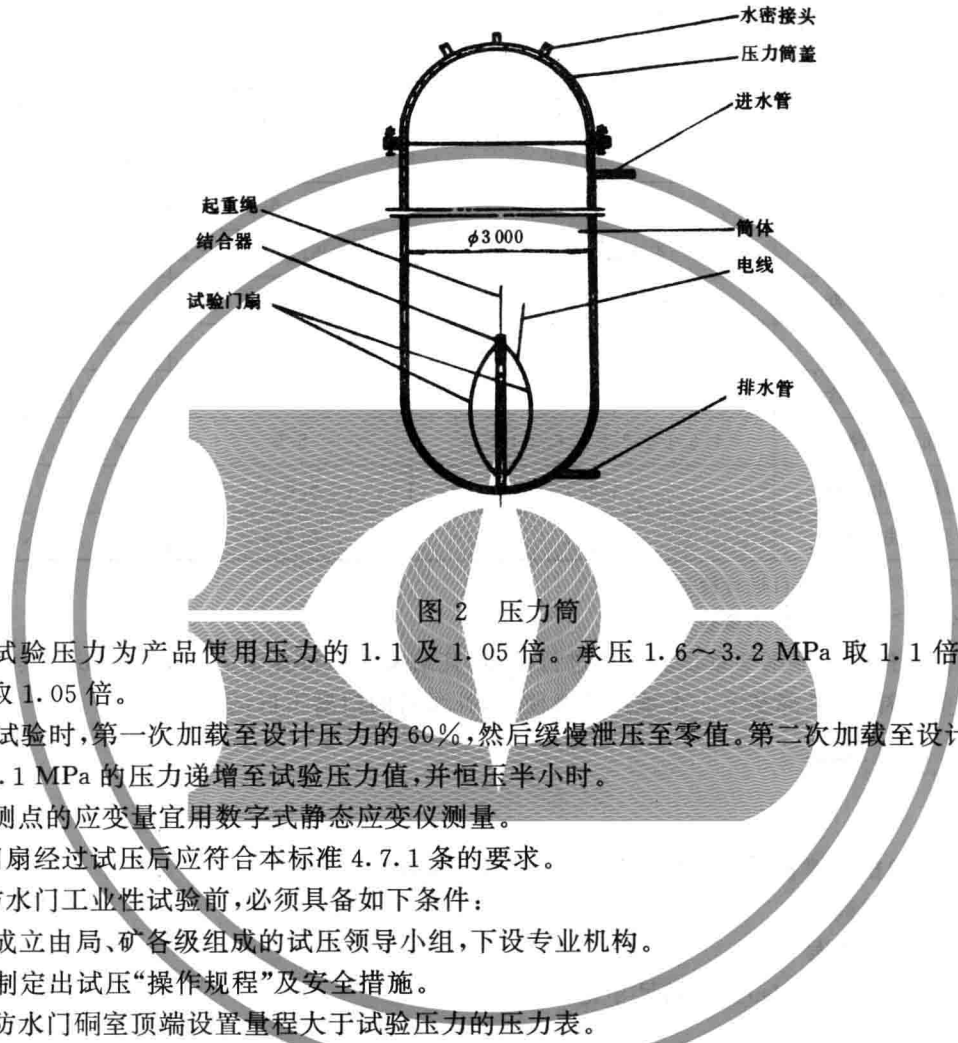 水密接头
压力筒盖
进水管
起重绳
结合器
筒体
φ3000
电线
试验门扇
排水管
图 2 压力筒
试验压力为产品使用压力的 1.1 及 1.05 倍。承压 1.6～3.2 MPa 取 1.1 倍
取 1.05 倍。
试验时,第一次加载至设计压力的 60%,然后缓慢泄压至零值。第二次加载至设计
.1 MPa 的压力递增至试验压力值,并恒压半小时。
测点的应变量宜用数字式静态应变仪测量。
扇经过试压后应符合本标准 4.7.1 条的要求。
水门工业性试验前,必须具备如下条件:
成立由局、矿各级组成的试压领导小组,下设专业机构。
制定出试压“操作规程”及安全措施。
防水门硐室顶端设置量程大于试验压力的压力表。